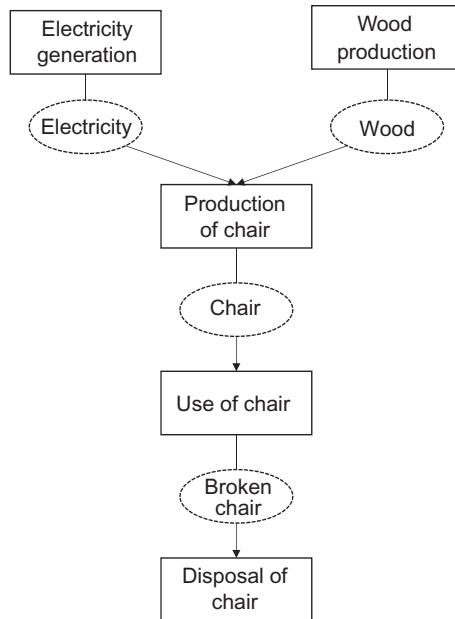 Electricity
generation
Wood
production
Electricity
Wood
Production
of chair
Chair
Use of chair
Broken
chair
Disposal of
chair